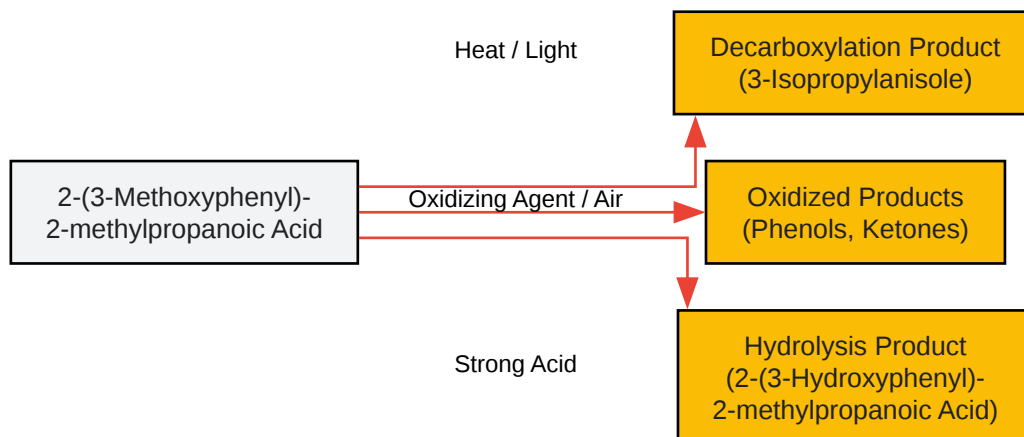 Heat / Light
Decarboxylation Product
(3-Isopropylanisole)
2-(3-Methoxyphenyl)-
2-methylpropanoic Acid
Oxidizing Agent / Air
Oxidized Products
(Phenols, Ketones)
Strong Acid
Hydrolysis Product
(2-(3-Hydroxyphenyl)-
2-methylpropanoic Acid)